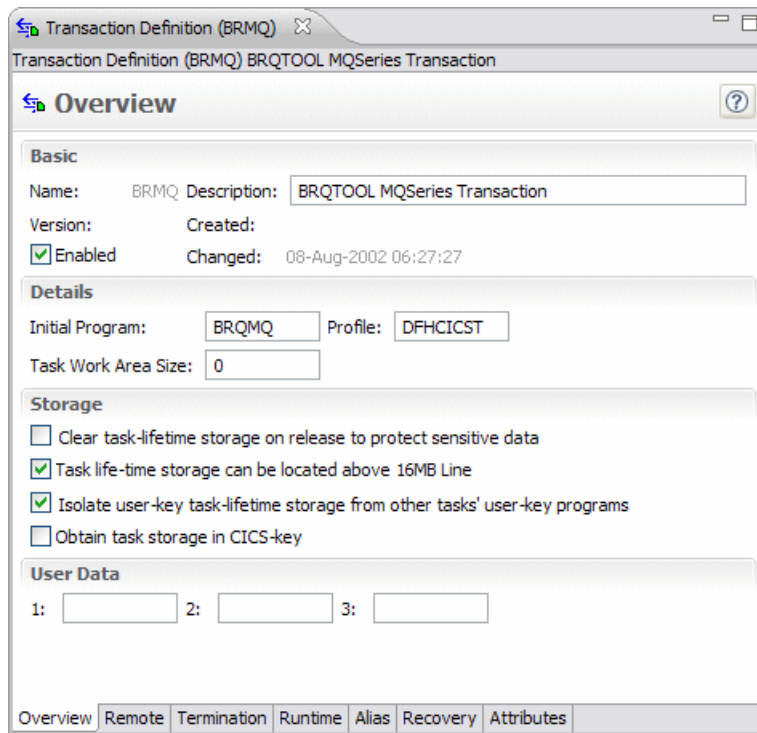 Transaction Definition (BRMQ)
Transaction Definition (BRMQ) BRQTOOL MQSeries Transaction
Overview
?
Basic
Name: BRMQ Description: BRQTOOL MQSeries Transaction
Version: Created:
Enabled Changed: 08-Aug-2002 06:27:27
Details
Initial Program: BRQMQ Profile: DFHCICST
Task Work Area Size: 0
Storage
Clear task-lifetime storage on release to protect sensitive data
Task life-time storage can be located above 16MB Line
Isolate user-key task-lifetime storage from other tasks' user-key programs
Obtain task storage in CICS-key
User Data
1: 2: 3:
Overview Remote Termination Runtime Alias Recovery Attributes